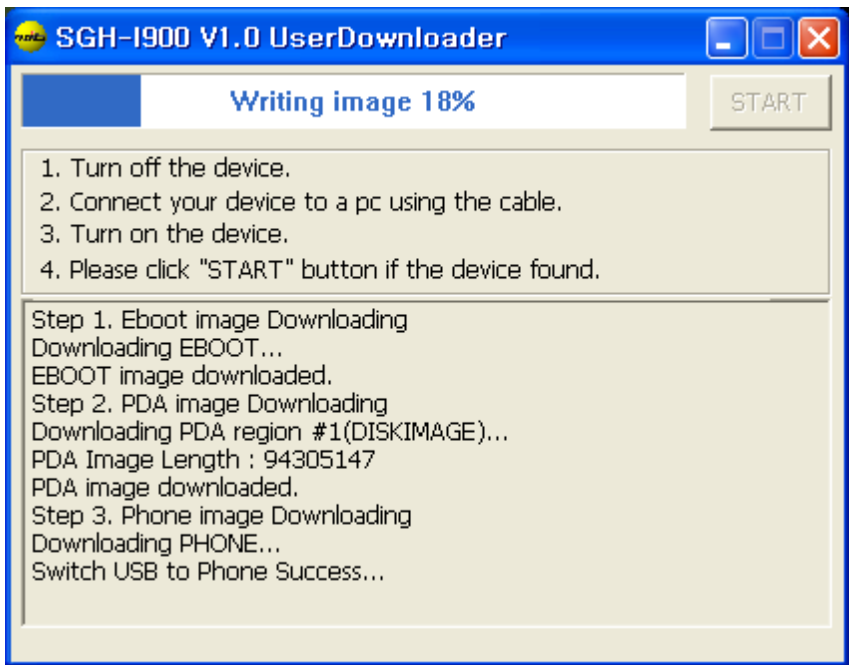 SGH-I900 V1.0 UserDownloader
Writing image 18%
START
1. Turn off the device.
2. Connect your device to a pc using the cable.
3. Turn on the device.
4. Please click "START" button if the device found.
Step 1. Eboot image Downloading
Downloading EBOOT...
EBOOT image downloaded.
Step 2. PDA image Downloading
Downloading PDA region #1(DISKIMAGE)...
PDA Image Length : 94305147
PDA image downloaded.
Step 3. Phone image Downloading
Downloading PHONE...
Switch USB to Phone Success...